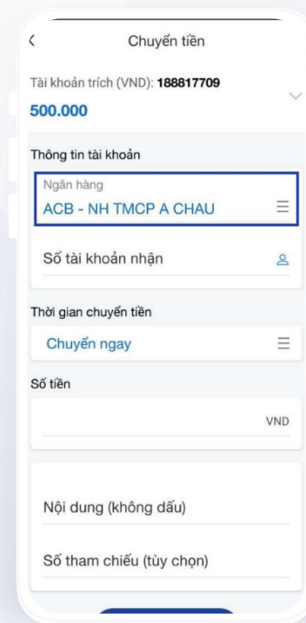 Chuyển tiền
Tài khoản trích (VND): 188817709
500.000
Thông tin tài khoản
Ngân hàng
ACB - NH TMCP A CHAU
Số tài khoản nhận
Thời gian chuyển tiền
Chuyển ngay
Số tiền
VND
Nội dung (không dấu)
Số tham chiếu (tùy chọn)